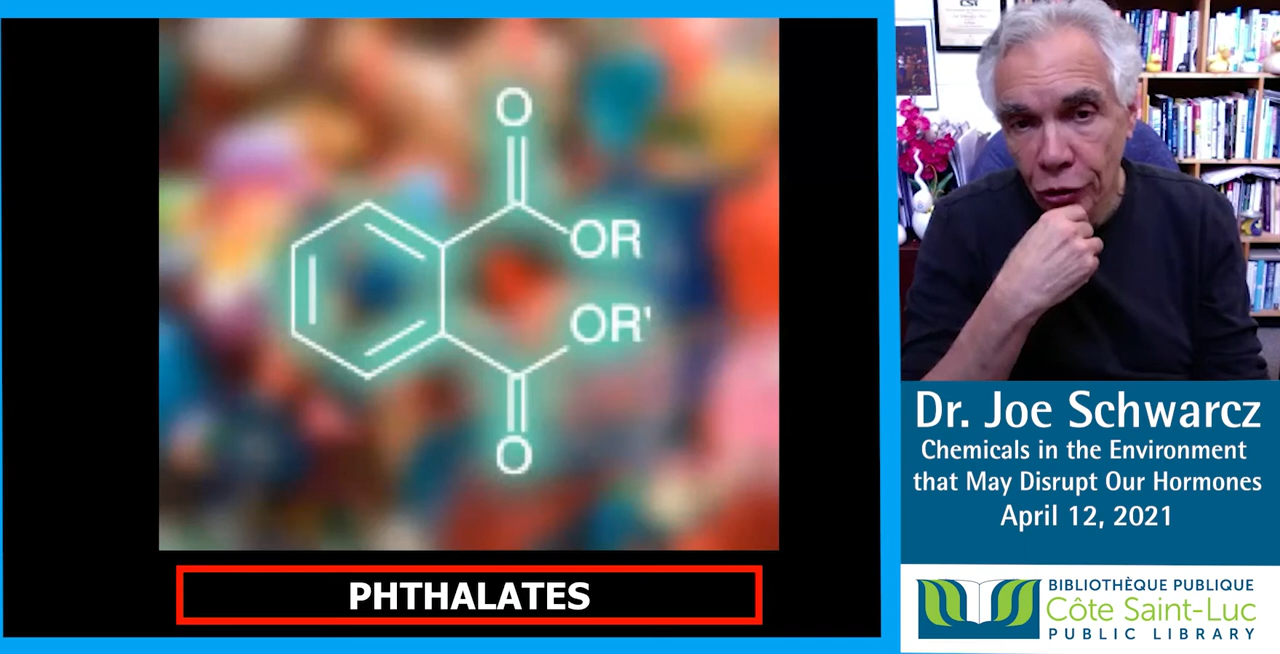 O
OR
OR'
O
PHTHALATES
CSI
Dr. Joe Schwarcz
Chemicals in the Environment
that May Disrupt Our Hormones
April 12, 2021
BIBLIOTHÈQUE PUBLIQUE
Côte Saint-Luc
PUBLIC LIBRARY